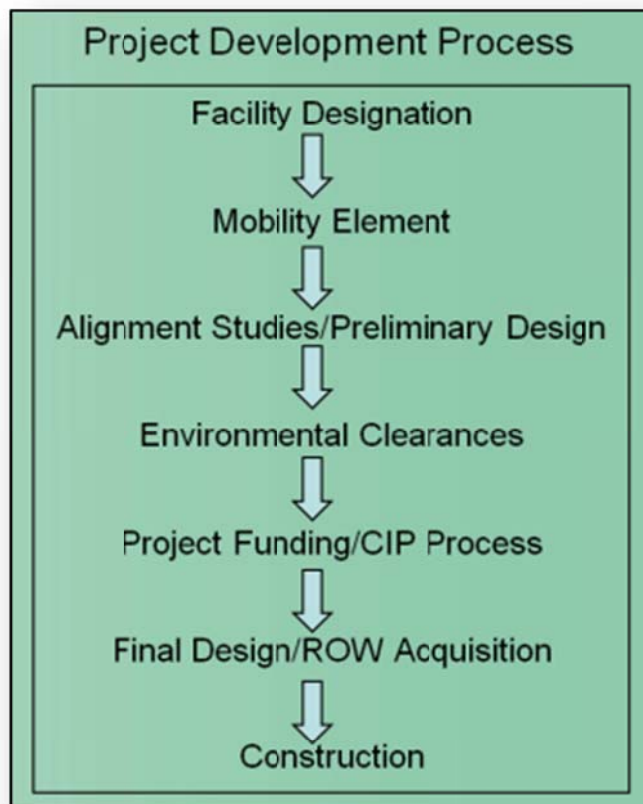 Project Development Process
Facility Designation
Mobility Element
Alignment Studies/Preliminary Design
Environmental Clearances
Project Funding/CIP Process
Final Design/ROW Acquisition
Construction